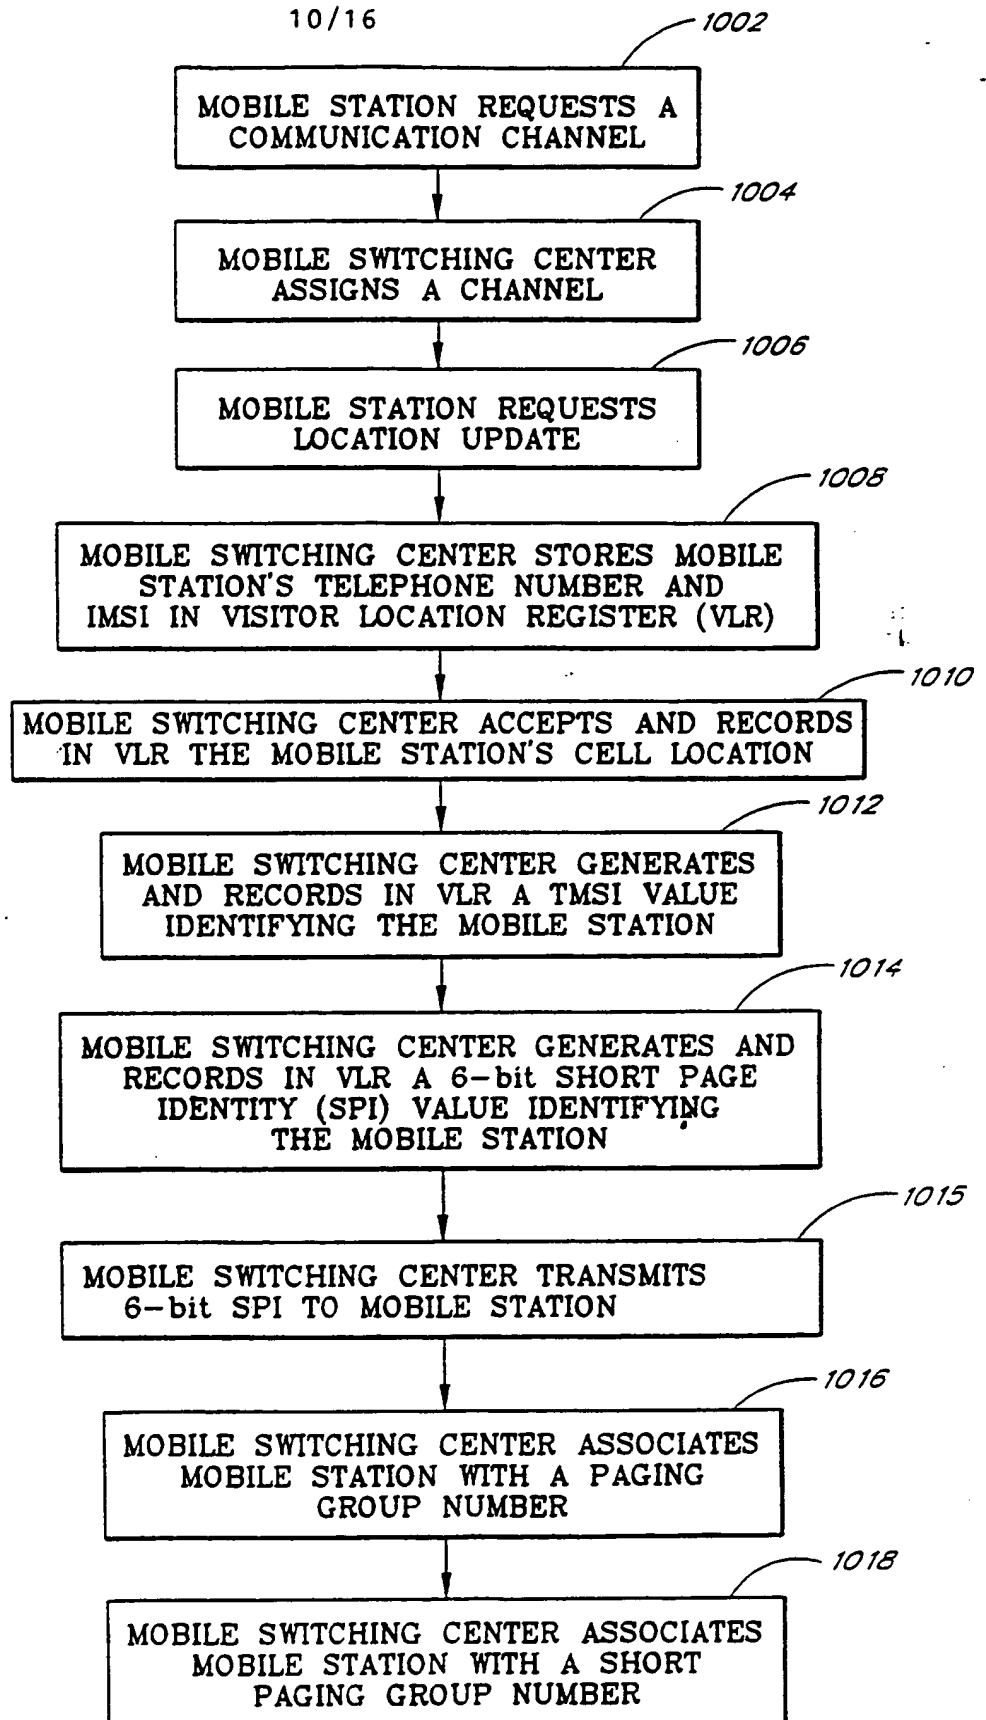 10/16
1002
MOBILE STATION REQUESTS A
COMMUNICATION CHANNEL
1004
MOBILE SWITCHING CENTER
ASSIGNS A CHANNEL
1006
MOBILE STATION REQUESTS
LOCATION UPDATE
1008
MOBILE SWITCHING CENTER STORES MOBILE
STATION'S TELEPHONE NUMBER AND
IMSI IN VISITOR LOCATION REGISTER (VLR)
1010
MOBILE SWITCHING CENTER ACCEPTS AND RECORDS
IN VLR THE MOBILE STATION'S CELL LOCATION
1012
MOBILE SWITCHING CENTER GENERATES
AND RECORDS IN VLR A TMSI VALUE
IDENTIFYING THE MOBILE STATION
1014
MOBILE SWITCHING CENTER GENERATES AND
RECORDS IN VLR A 6-bit SHORT PAGE
IDENTITY (SPI) VALUE IDENTIFYING
THE MOBILE STATION
1015
MOBILE SWITCHING CENTER TRANSMITS
6-bit SPI TO MOBILE STATION
1016
MOBILE SWITCHING CENTER ASSOCIATES
MOBILE STATION WITH A PAGING
GROUP NUMBER
1018
MOBILE SWITCHING CENTER ASSOCIATES
MOBILE STATION WITH A SHORT
PAGING GROUP NUMBER